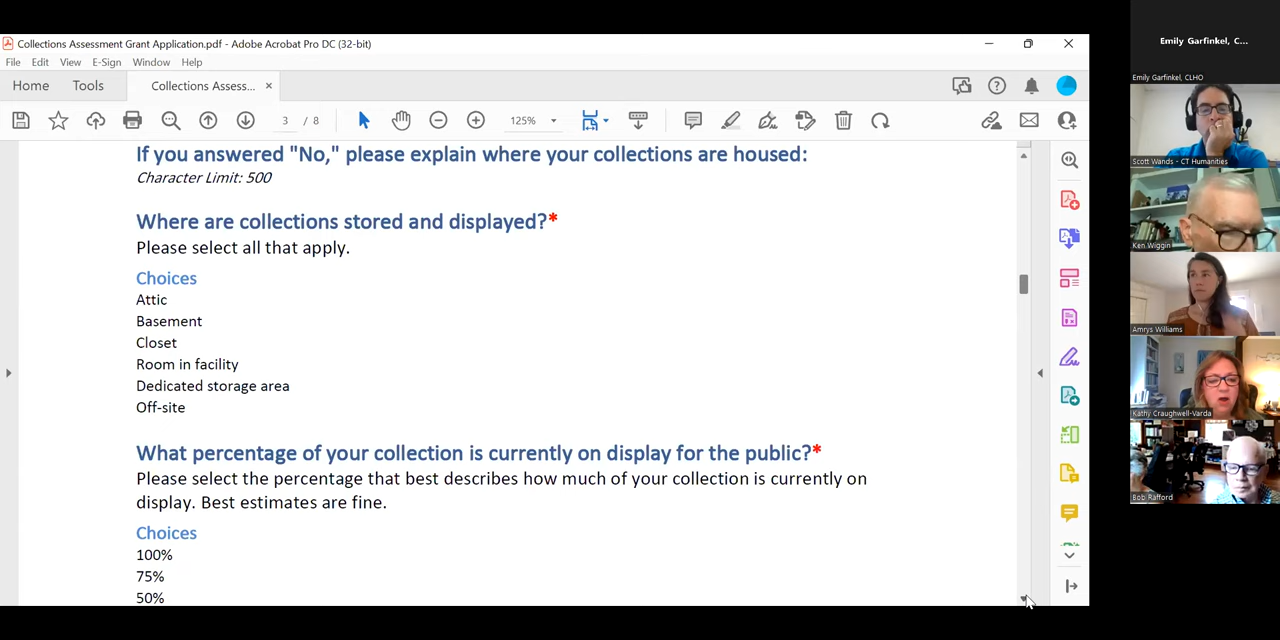 Collections Assessment Grant Application.pdf - Adobe Acrobat Pro DC (32-bit)
File Edit View E-Sign Window Help
Home Tools Collections Assess... ×
3 / 8 125%
If you answered "No," please explain where your collections are housed:
Character Limit: 500
Where are collections stored and displayed?*
Please select all that apply.
Choices
Attic
Basement
Closet
Room in facility
Dedicated storage area
Off-site
What percentage of your collection is currently on display for the public?*
Please select the percentage that best describes how much of your collection is currently on
display. Best estimates are fine.
Choices
100%
75%
50%
Emily Garfinkel, C...
Emily Garfinkel, CLHO
Scott Wands - CT Humanities
Ken Wiggin
Amrys Williams
Kathy Craughwell-Varda
Bob Rafford